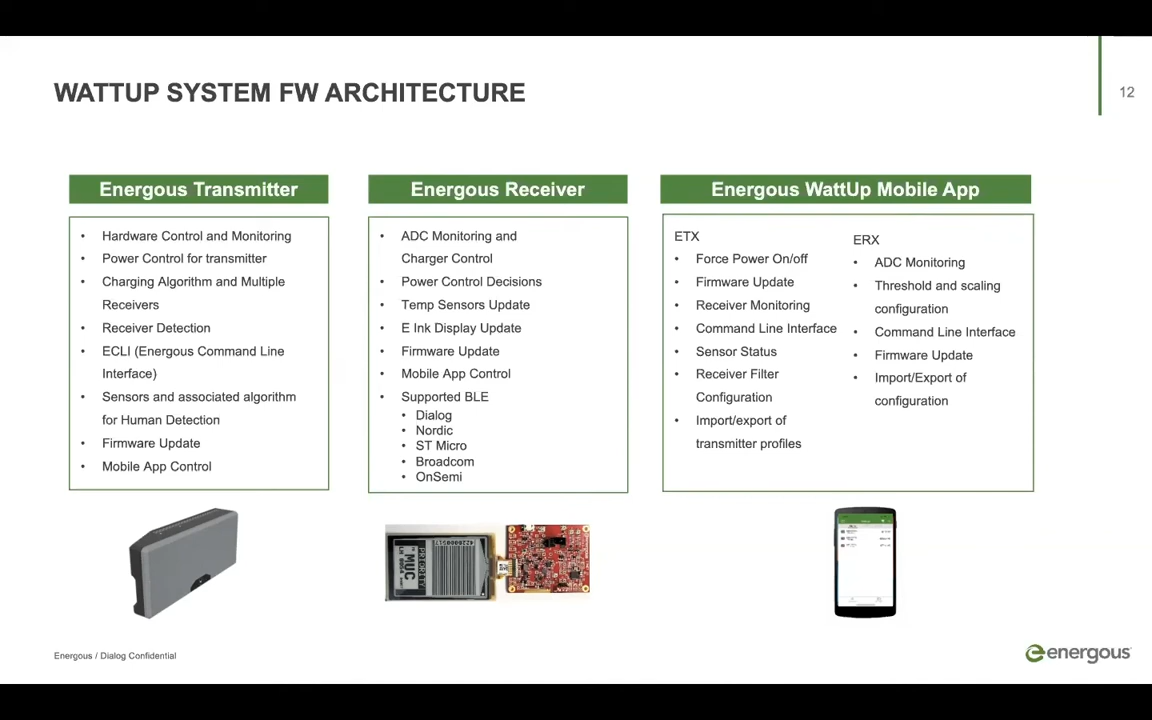 WATTUP SYSTEM FW ARCHITECTURE
12
Energous Transmitter
• Hardware Control and Monitoring
• Power Control for transmitter
• Charging Algorithm and Multiple
Receivers
• Receiver Detection
• ECLI (Energous Command Line
Interface)
• Sensors and associated algorithm
for Human Detection
• Firmware Update
• Mobile App Control
Energous Receiver
• ADC Monitoring and
Charger Control
• Power Control Decisions
• Temp Sensors Update
• E Ink Display Update
• Firmware Update
• Mobile App Control
• Supported BLE
• Dialog
• Nordic
• ST Micro
• Broadcom
• OnSemi
Energous WattUp Mobile App
ETX
• Force Power On/off
• Firmware Update
• Receiver Monitoring
• Command Line Interface
• Sensor Status
• Receiver Filter
Configuration
• Import/export of
transmitter profiles
ERX
• ADC Monitoring
• Threshold and scaling
configuration
• Command Line Interface
• Firmware Update
• Import/Export of
configuration
MUC
PRIORITY
Energous / Dialog Confidential
energous